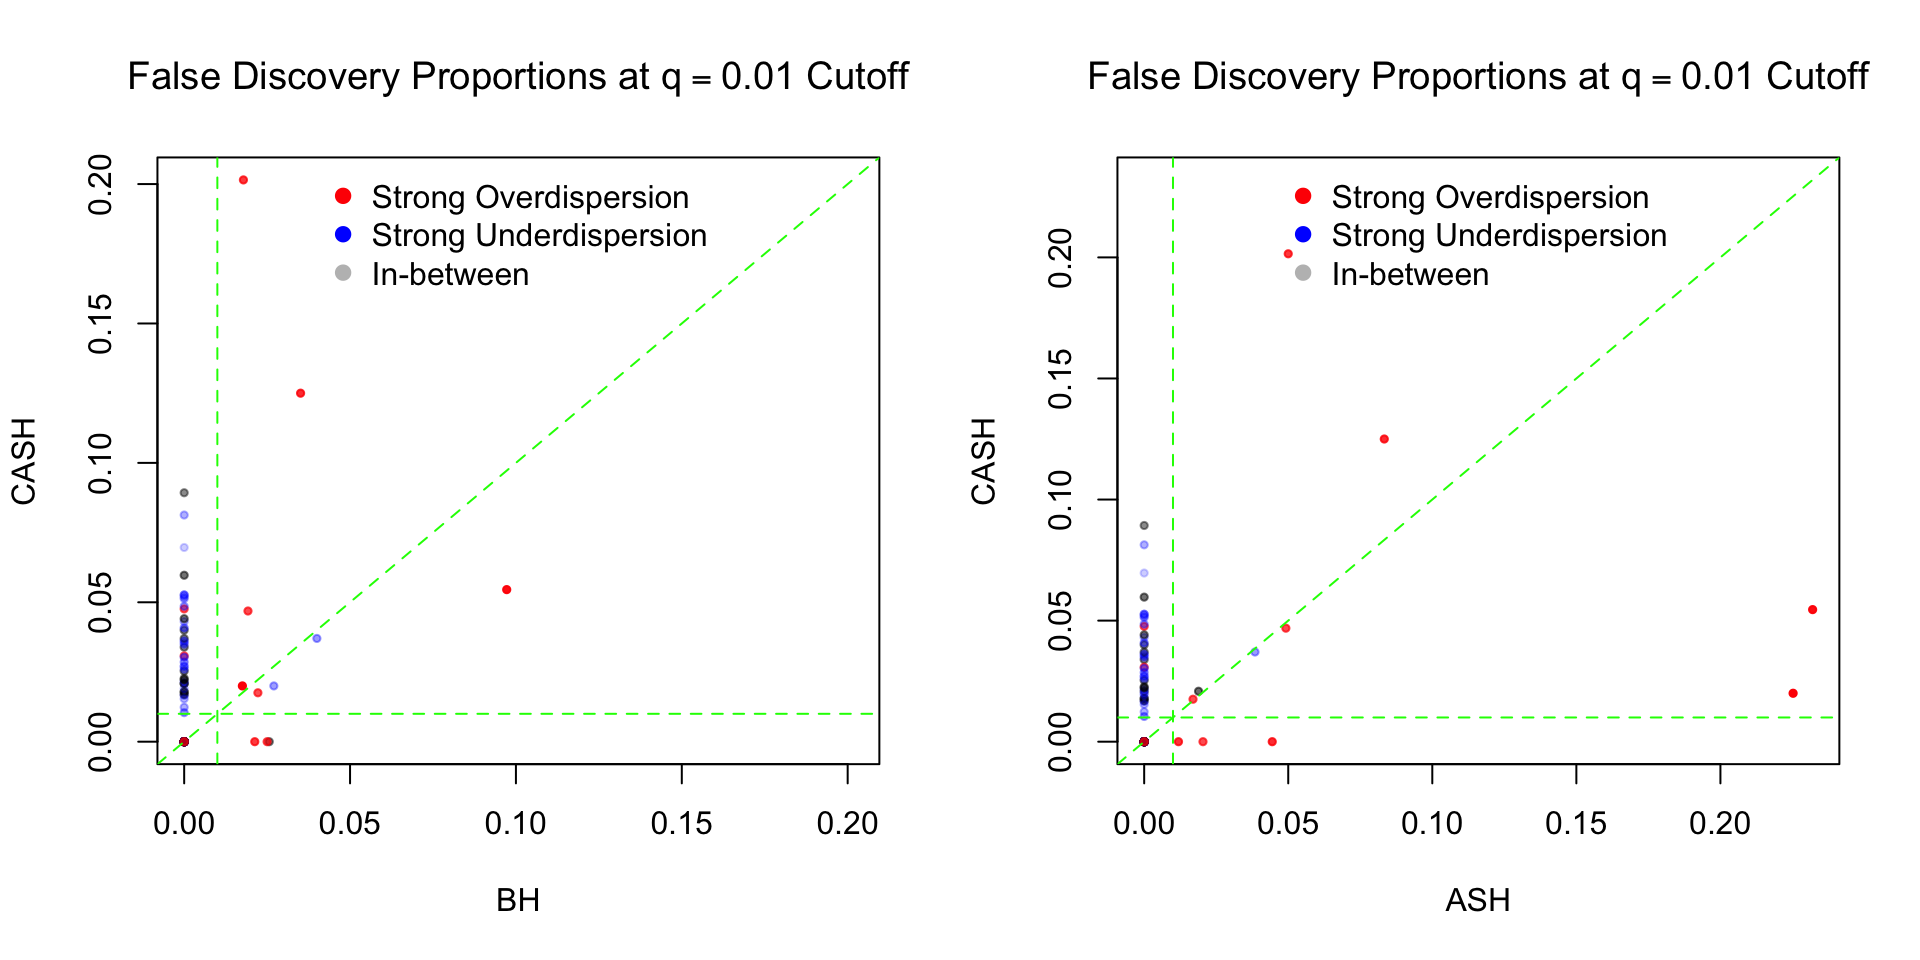 False Discovery Proportions at q = 0.01 Cutoff
CASH
0.00
0.05
0.10
0.15
0.20
Strong Overdispersion
Strong Underdispersion
In-between
0.00
0.05
0.10
0.15
0.20
BH
False Discovery Proportions at q = 0.01 Cutoff
CASH
0.00
0.05
0.10
0.15
0.20
Strong Overdispersion
Strong Underdispersion
In-between
0.00
0.05
0.10
0.15
0.20
ASH